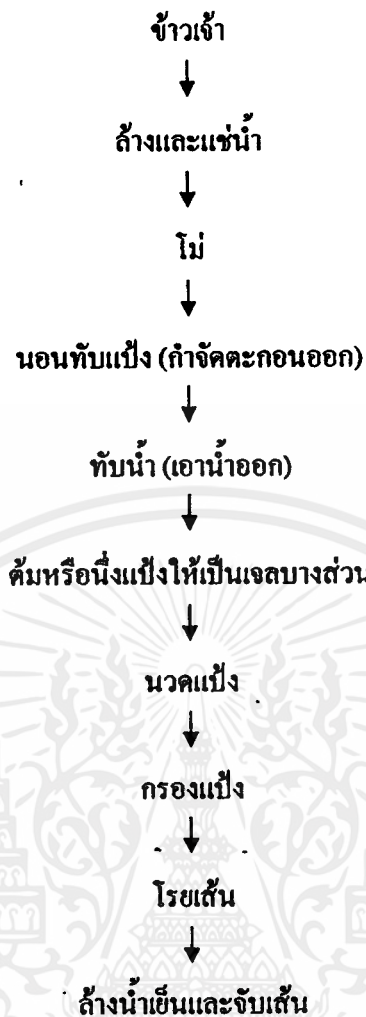 ข้าวเจ้า
ล้างและแช่น้ำ
โม่
นอนทับแป้ง (กำจัดตะกอนออก)
ทับน้ำ (เอาน้ำออก)
ต้มหรือนึ่งแป้งให้เป็นเจลบางส่วน
นวดแป้ง
กรองแป้ง
โรยเส้น
ล้างน้ำเย็นและจับเส้น